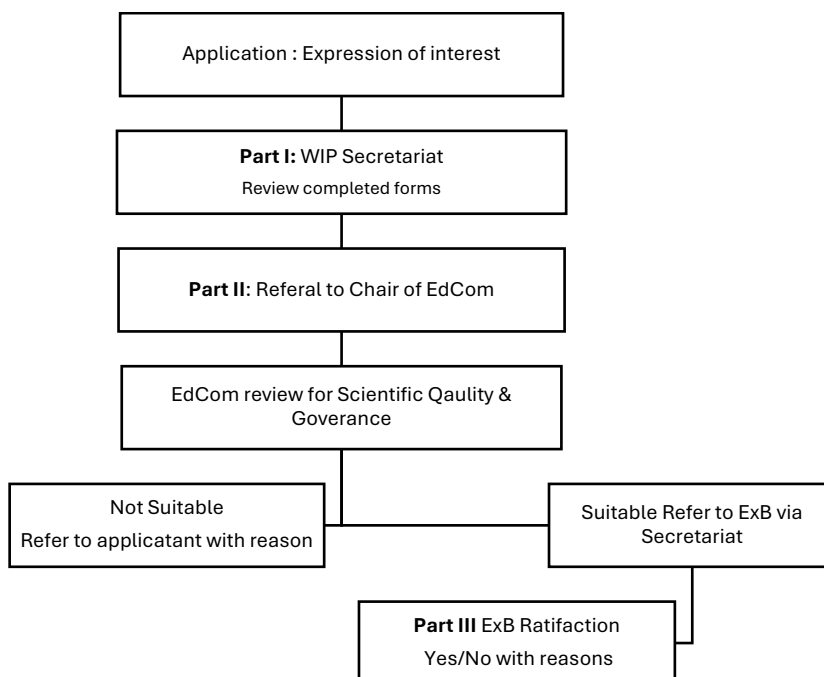 Application : Expression of interest
Part I: WIP Secretariat
Review completed forms
Part II: Referal to Chair of EdCom
EdCom review for Scientific Qaulity &
Goverance
Not Suitable
Refer to applicatant with reason
Suitable Refer to ExB via
Secretariat
Part III ExB Ratifaction
Yes/No with reasons